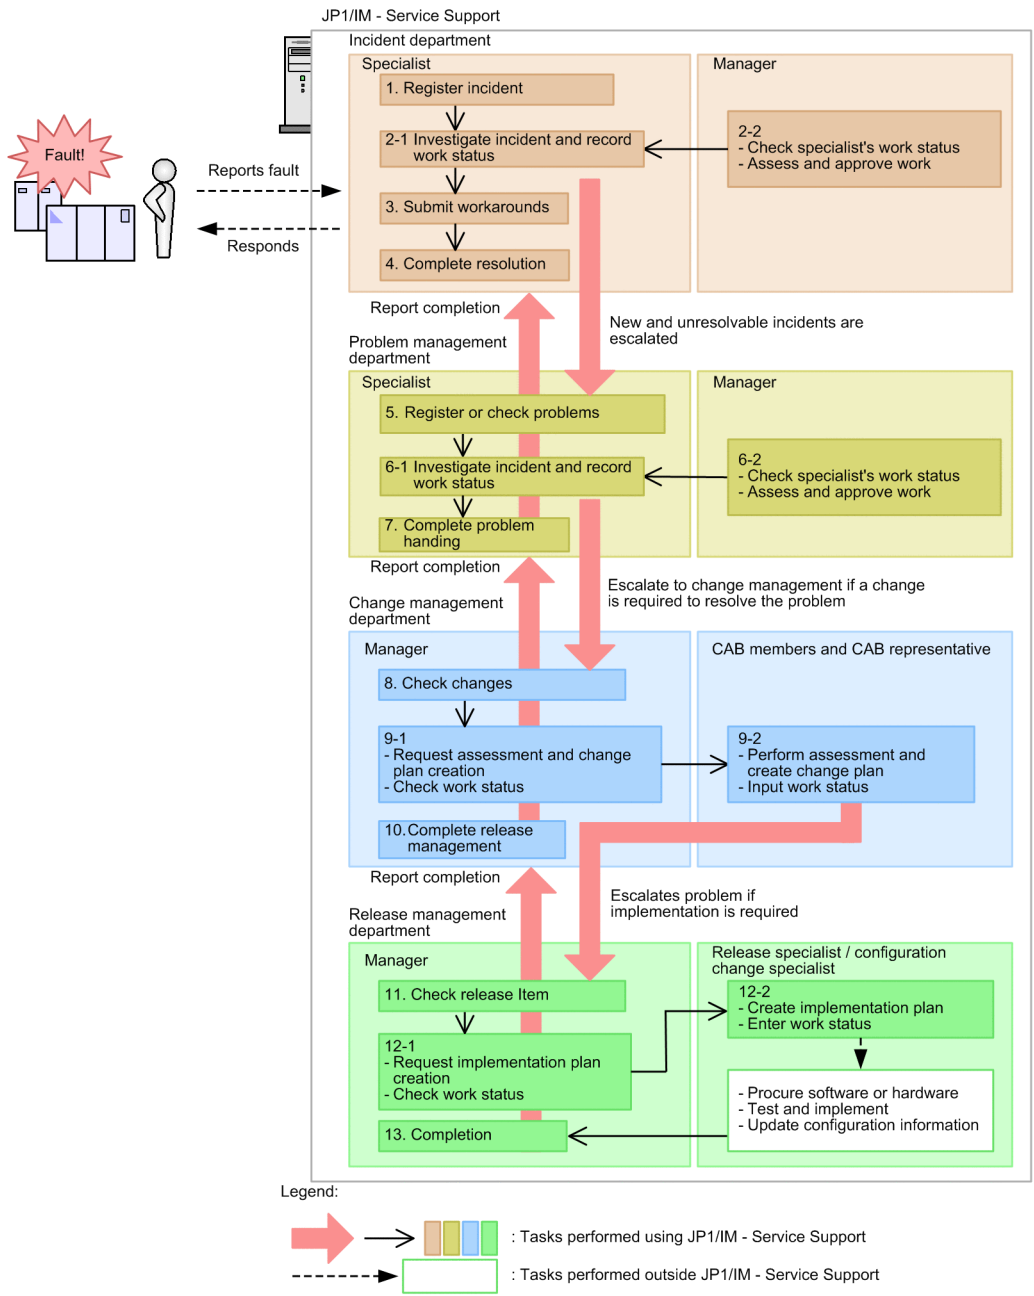 JP1/IM - Service Support
Incident department
Specialist
Manager
1. Register incident
2-1 Investigate incident and record
work status
2-2
- Check specialist's work status
- Assess and approve work
Fault!
Reports fault
Responds
3. Submit workarounds
4. Complete resolution
Report completion
New and unresolvable incidents are
escalated
Problem management
department
Specialist
Manager
5. Register or check problems
6-1 Investigate incident and record
work status
6-2
- Check specialist's work status
- Assess and approve work
7. Complete problem
handing
Report completion
Escalate to change management if a change
is required to resolve the problem
Change management
department
Manager
CAB members and CAB representative
8. Check changes
9-1
- Request assessment and change
plan creation
- Check work status
9-2
- Perform assessment and
create change plan
- Input work status
10. Complete release
management
Report completion
Escalates problem if
implementation is required
Release management
department
Manager
Release specialist / configuration
change specialist
11. Check release Item
12-1
- Request implementation plan
creation
- Check work status
12-2
- Create implementation plan
- Enter work status
- Procure software or hardware
- Test and implement
- Update configuration information
13. Completion
Legend:
: Tasks performed using JP1/IM - Service Support
: Tasks performed outside JP1/IM - Service Support